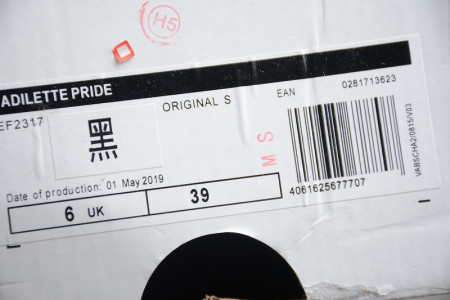 H5
ADILETTE PRIDE
0281713623
EF2317
ORIGINAL S
EAN
黑
M S
4061625677707
VABSCHA2/0815/V03
Date of production: 01 May 2019
6 UK
39